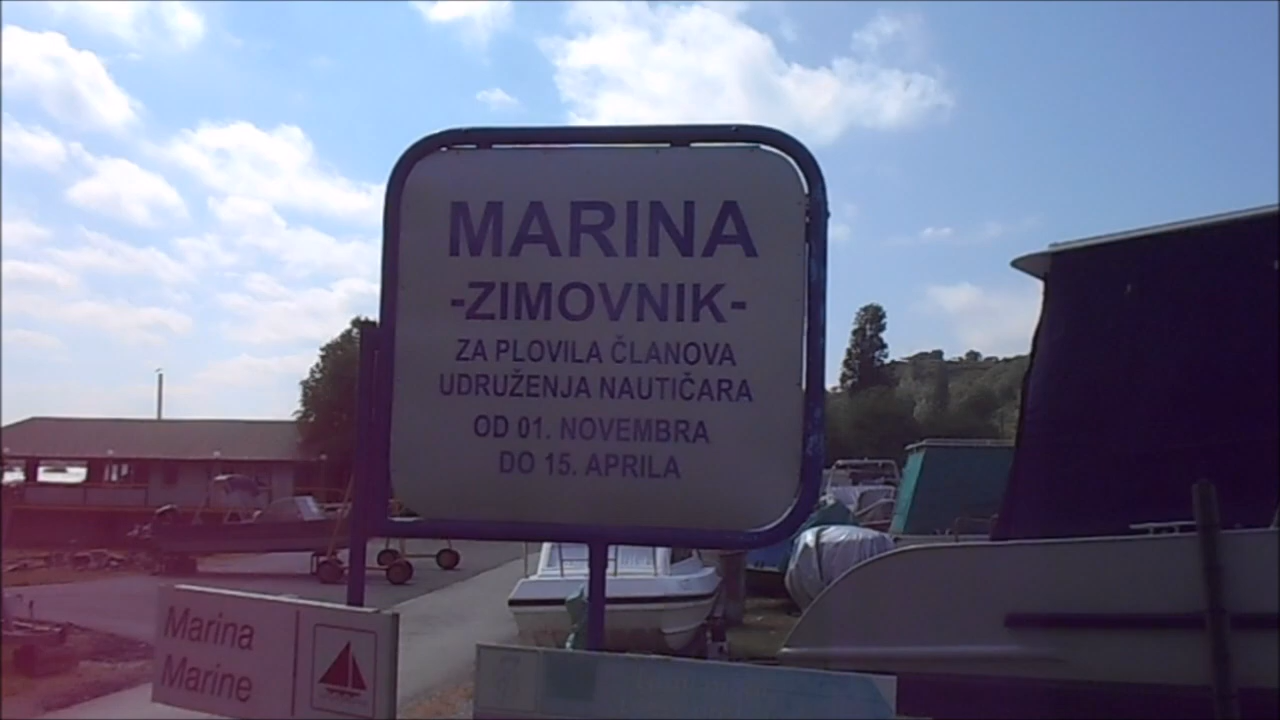 MARINA
-ZIMOVNIK-
ZA PLOVILA ČLANOVA
UDRUŽENJA NAUTIČARA
OD 01. NOVEMBRA
DO 15. APRILA
Marina
Marine